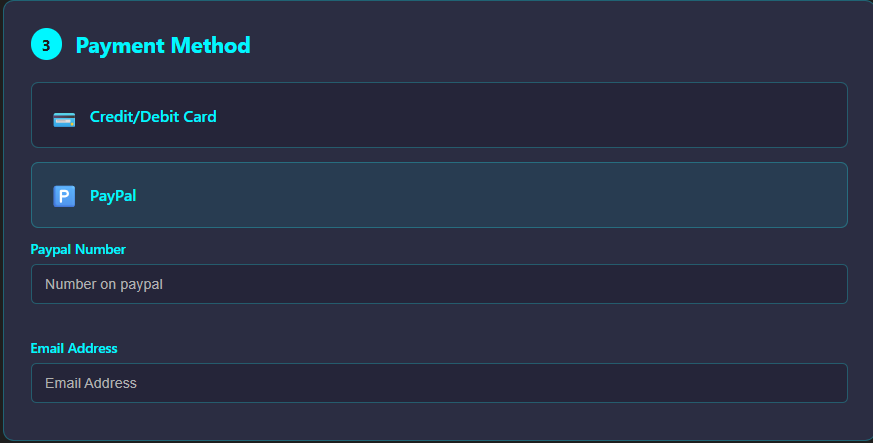 3 Payment Method
Credit/Debit Card
P PayPal
Paypal Number
Number on paypal
Email Address
Email Address